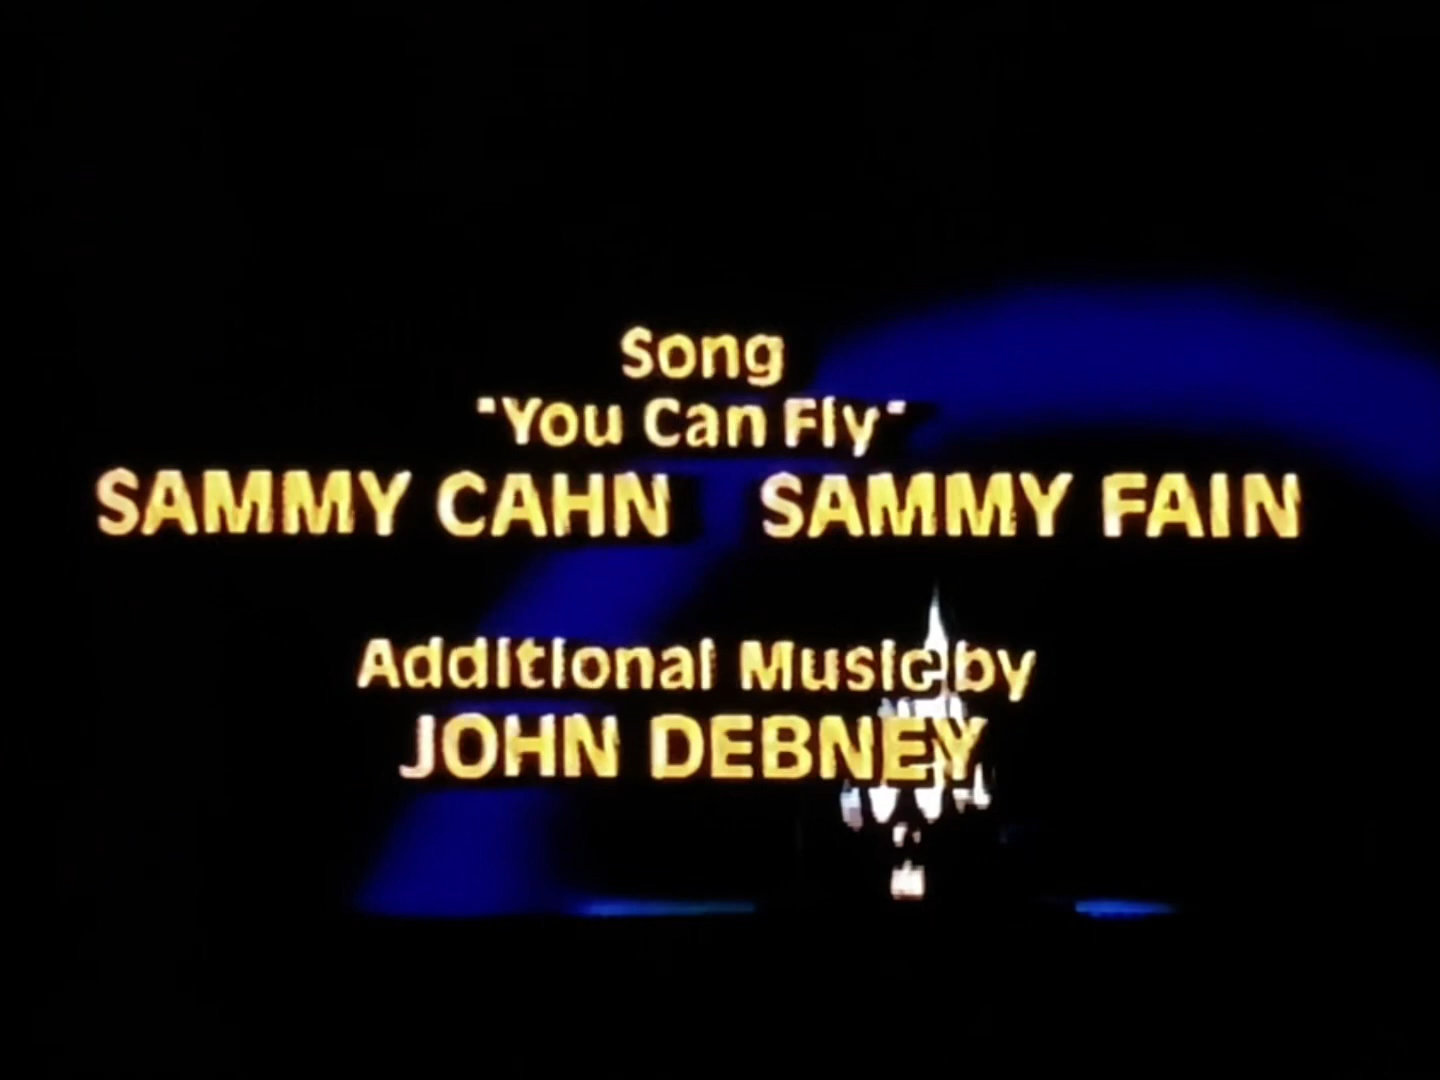 Song
"You Can Fly"
SAMMY CAHN SAMMY FAIN
Additional Music by
JOHN DEBNEY